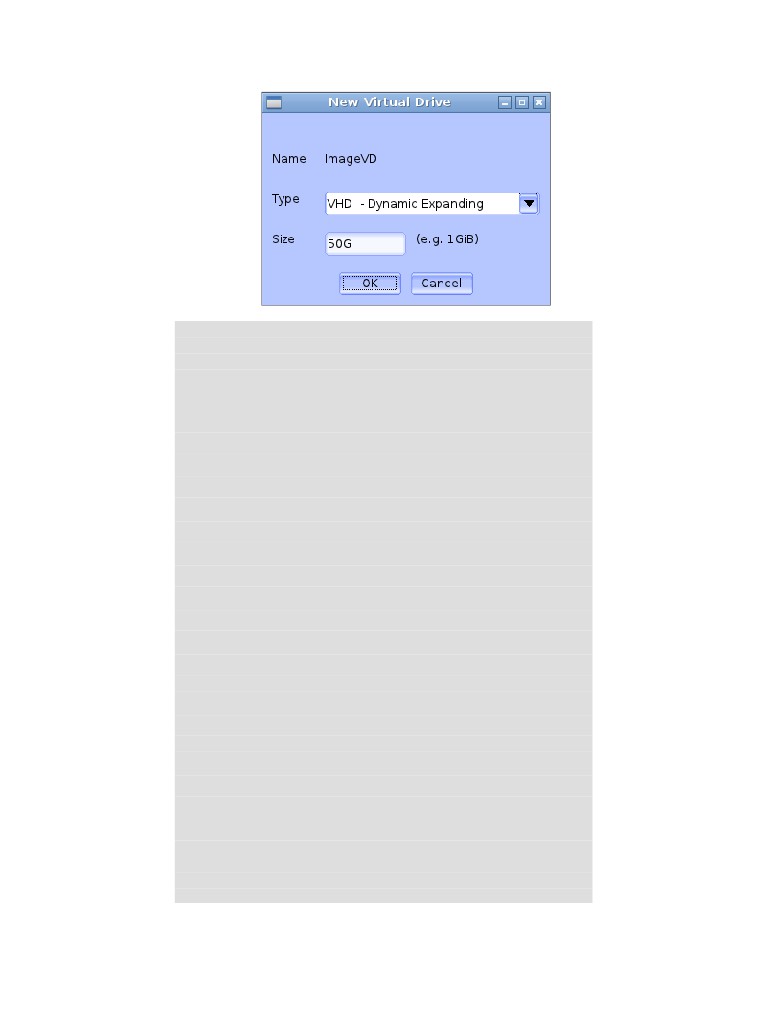 New Virtual Drive
Name ImageVD
Type VHD - Dynamic Expanding
Size 50G (e.g. 1GiB)
OK Cancel